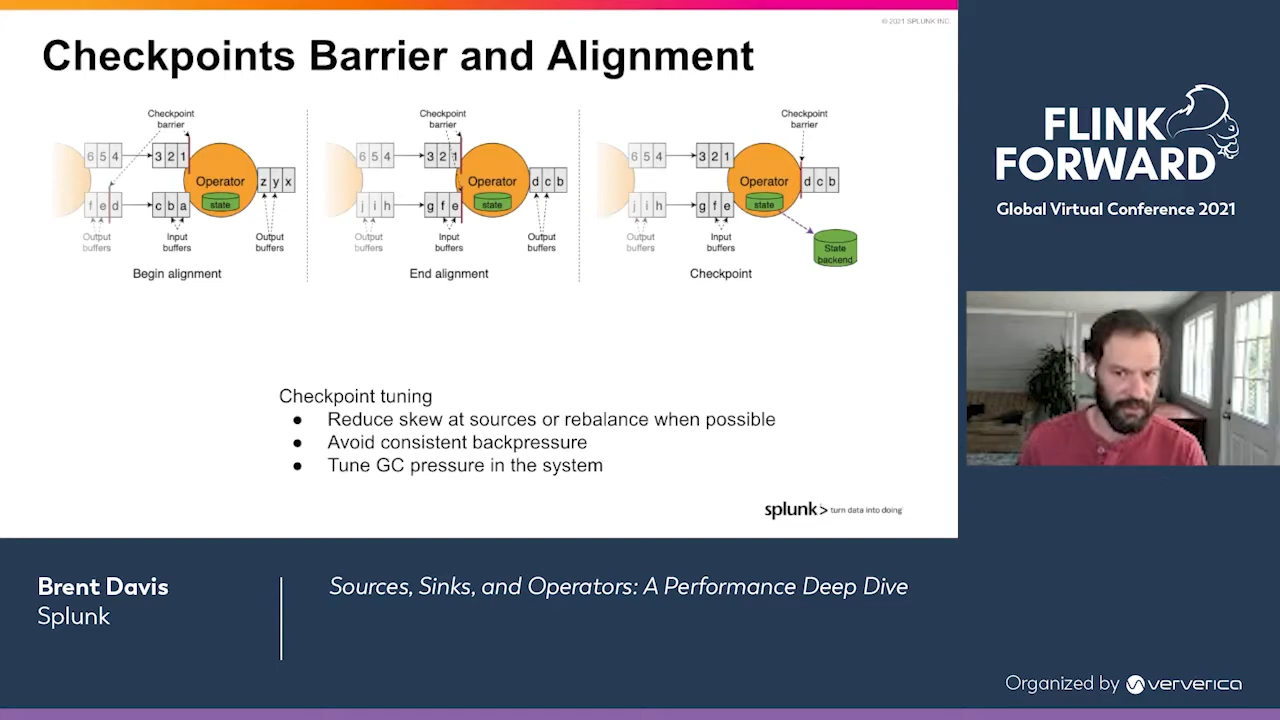 © 2021 SPLUNK INC.
Checkpoints Barrier and Alignment
Checkpoint
barrier
6 5 4
3 2 1
Operator
state
z y x
f e d
c b a
Output
buffers
Input
buffers
Output
buffers
Begin alignment
Checkpoint
barrier
6 5 4
3 2 1
Operator
state
d c b
j i h
g f e
Output
buffers
Input
buffers
Output
buffers
End alignment
Checkpoint
barrier
6 5 4
3 2 1
Operator
state
d c b
j i h
g f e
Output
buffers
Input
buffers
State
backend
Checkpoint
Checkpoint tuning
● Reduce skew at sources or rebalance when possible
● Avoid consistent backpressure
● Tune GC pressure in the system
splunk> turn data into doing
FLINK
FORWARD
Global Virtual Conference 2021
Brent Davis
Splunk
Sources, Sinks, and Operators: A Performance Deep Dive
Organized by ververica